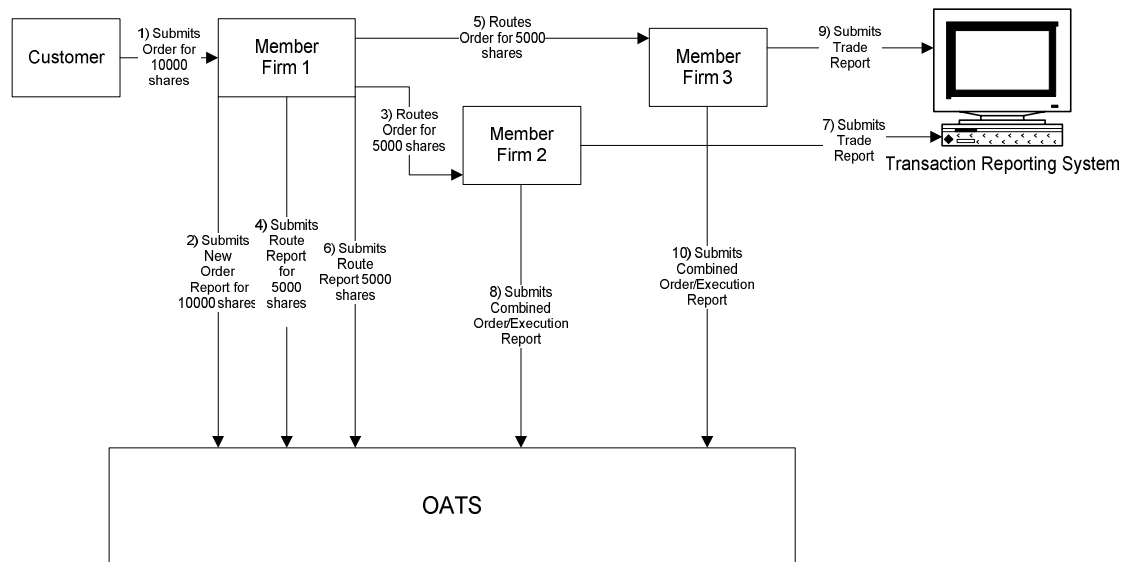 Customer
1) Submits
Order for
10000
shares
Member
Firm 1
5) Routes
Order for 5000
shares
Member
Firm 3
9) Submits
Trade
Report
3) Routes
Order for
5000 shares
Member
Firm 2
7) Submits
Trade
Report
Transaction Reporting System
2) Submits
New
Order
Report for
10000 shares
4) Submits
Route
Report
for
5000
shares
6) Submits
Route
Report 5000
shares
8) Submits
Combined
Order/Execution
Report
10) Submits
Combined
Order/Execution
Report
OATS